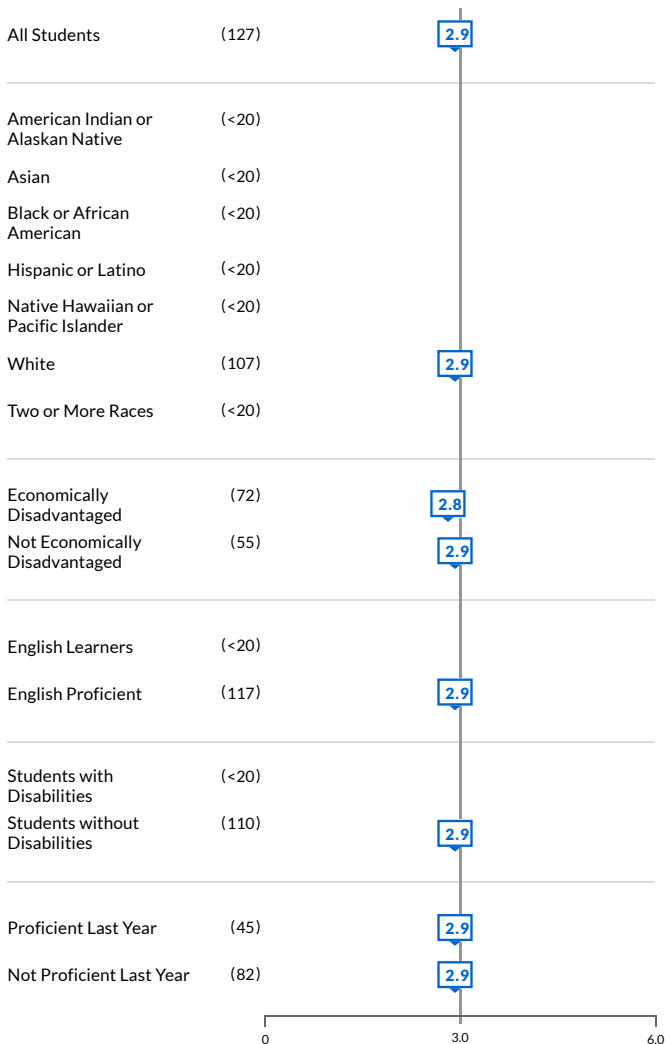 All Students (127) 2.9
American Indian or (<20)
Alaskan Native
Asian (<20)
Black or African (<20)
American
Hispanic or Latino (<20)
Native Hawaiian or (<20)
Pacific Islander
White (107) 2.9
Two or More Races (<20)
Economically (72) 2.8
Disadvantaged
Not Economically (55) 2.9
Disadvantaged
English Learners (<20)
English Proficient (117) 2.9
Students with (<20)
Disabilities
Students without (110) 2.9
Disabilities
Proficient Last Year (45) 2.9
Not Proficient Last Year (82) 2.9
0 3.0 6.0